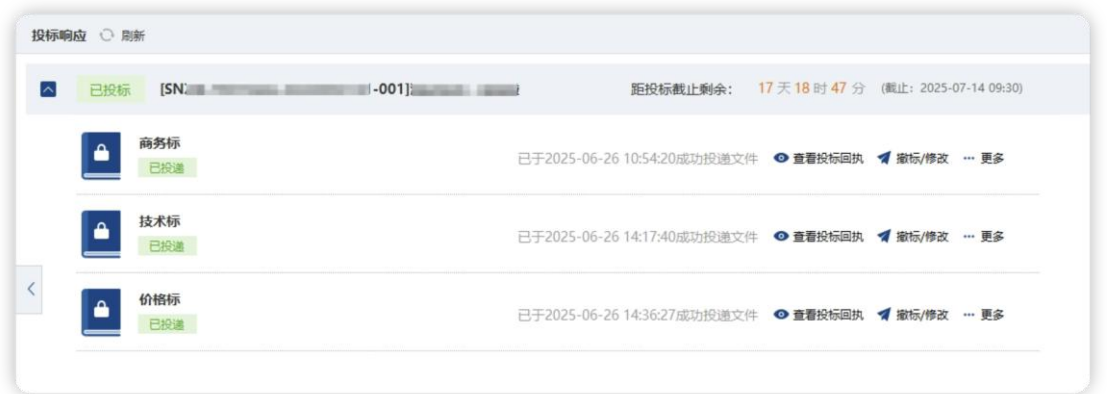 投标响应 刷新
已投标 [SN -001] 距投标截止剩余： 17 天 18 时 47 分 (截止：2025-07-14 09:30)
商务标
已投递 已于2025-06-26 10:54:20成功投递文件 查看投标回执 撤标/修改 ··· 更多
技术标
已投递 已于2025-06-26 14:17:40成功投递文件 查看投标回执 撤标/修改 ··· 更多
价格标
已投递 已于2025-06-26 14:36:27成功投递文件 查看投标回执 撤标/修改 ··· 更多